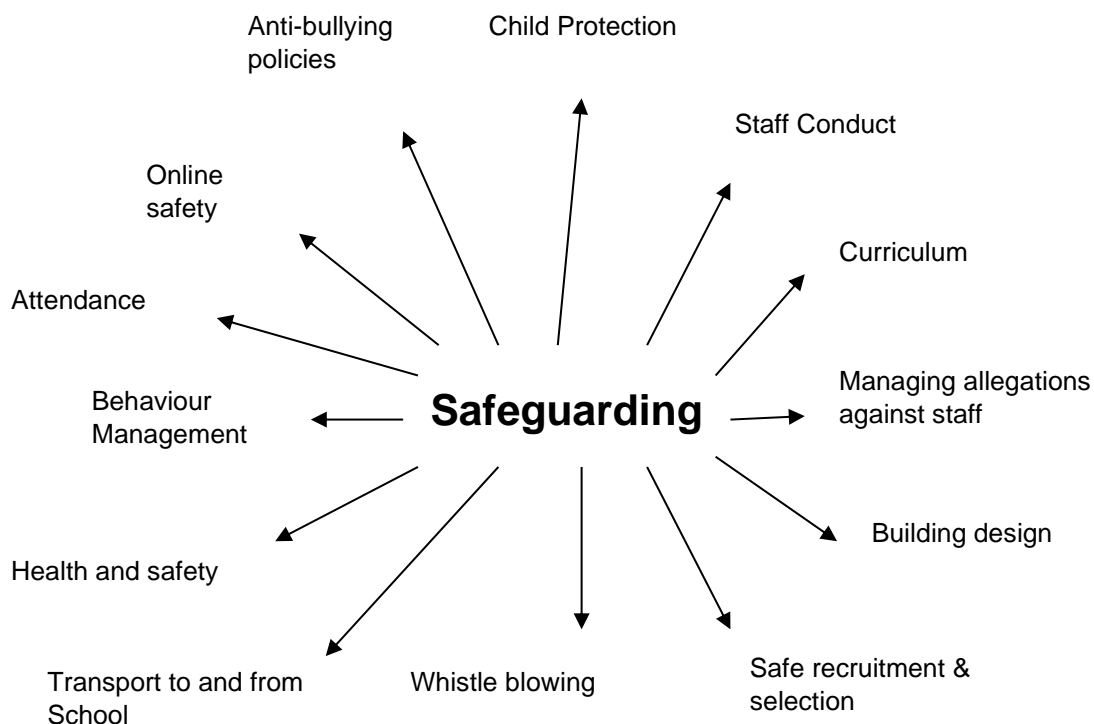 Anti-bullying
policies
Child Protection
Staff Conduct
Online
safety
Curriculum
Attendance
Managing allegations
against staff
Behaviour
Management
Safeguarding
Building design
Health and safety
Transport to and from
School
Whistle blowing
Safe recruitment &
selection